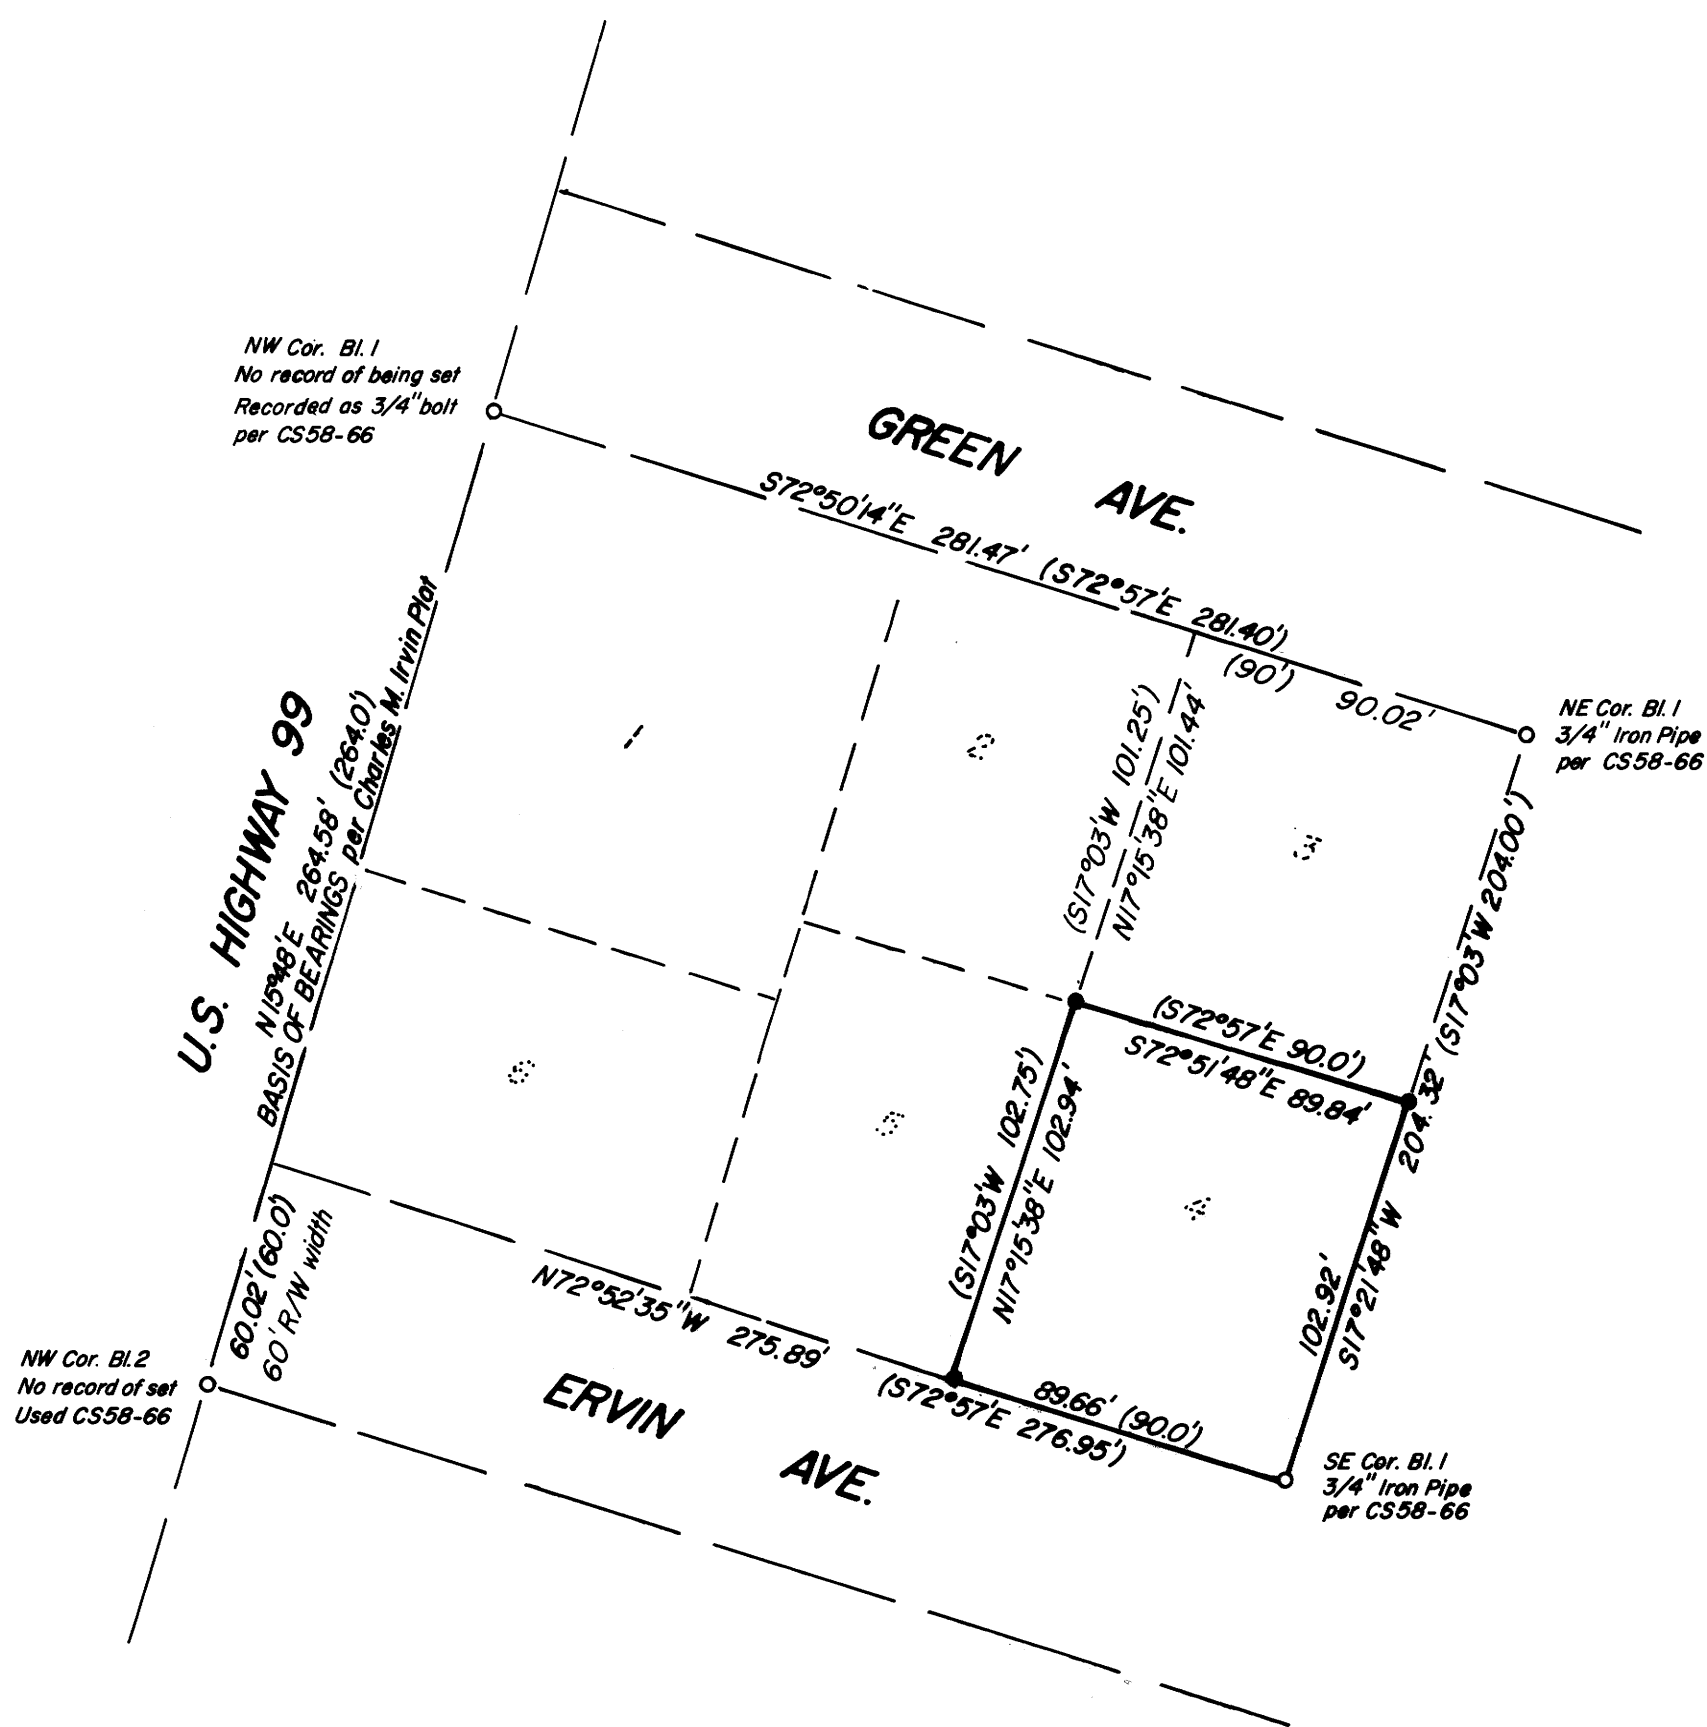 NW Cor. Bl. 1
No record of being set
Recorded as 3/4" bolt
per CS58-66
GREEN AVE.
S72°50'14"E 281.47' (S72°57'E 281.40')
(90') 90.02'
NE Cor. Bl. 1
3/4" Iron Pipe
per CS58-66
U.S. HIGHWAY 99
N15°48'E 264.58' (264.0')
BASIS OF BEARINGS per Charles M. Irvin Plat
1
2
3
(S17°03'W 101.25')
N17°15'38"E 101.44'
204.32' (S17°03'W 204.00')
S17°21'48"W
102.92'
(S72°57'E 90.0')
S72°51'48"E 89.84'
6
5
4
(S17°03'W 102.75')
N17°15'38"E 102.94'
60.02' (60.0')
60' R/W width
N72°52'35"W 275.89'
(S72°57'E 276.95')
89.66' (90.0')
NW Cor. Bl. 2
No record of set
Used CS58-66
ERVIN AVE.
SE Cor. Bl. 1
3/4" Iron Pipe
per CS58-66